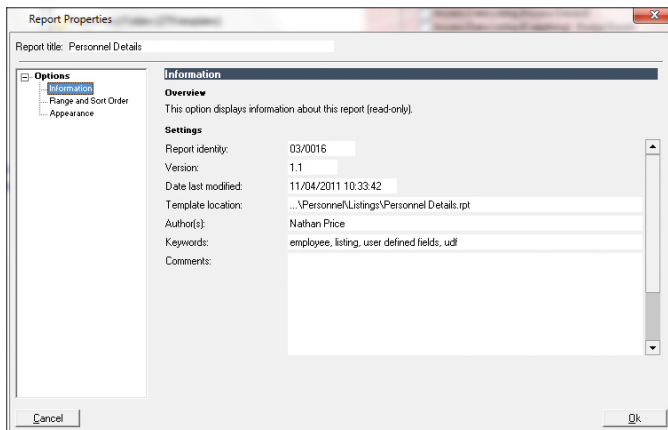 Report Properties
Report title: Personnel Details
Options
Information
Range and Sort Order
Appearance
Information
Overview
This option displays information about this report (read-only).
Settings
Report identity: 03/0016
Version: 1.1
Date last modified: 11/04/2011 10:33:42
Template location: ...\Personnel\Listings\Personnel Details.rpt
Author(s): Nathan Price
Keywords: employee, listing, user defined fields, udf
Comments:
Cancel Ok